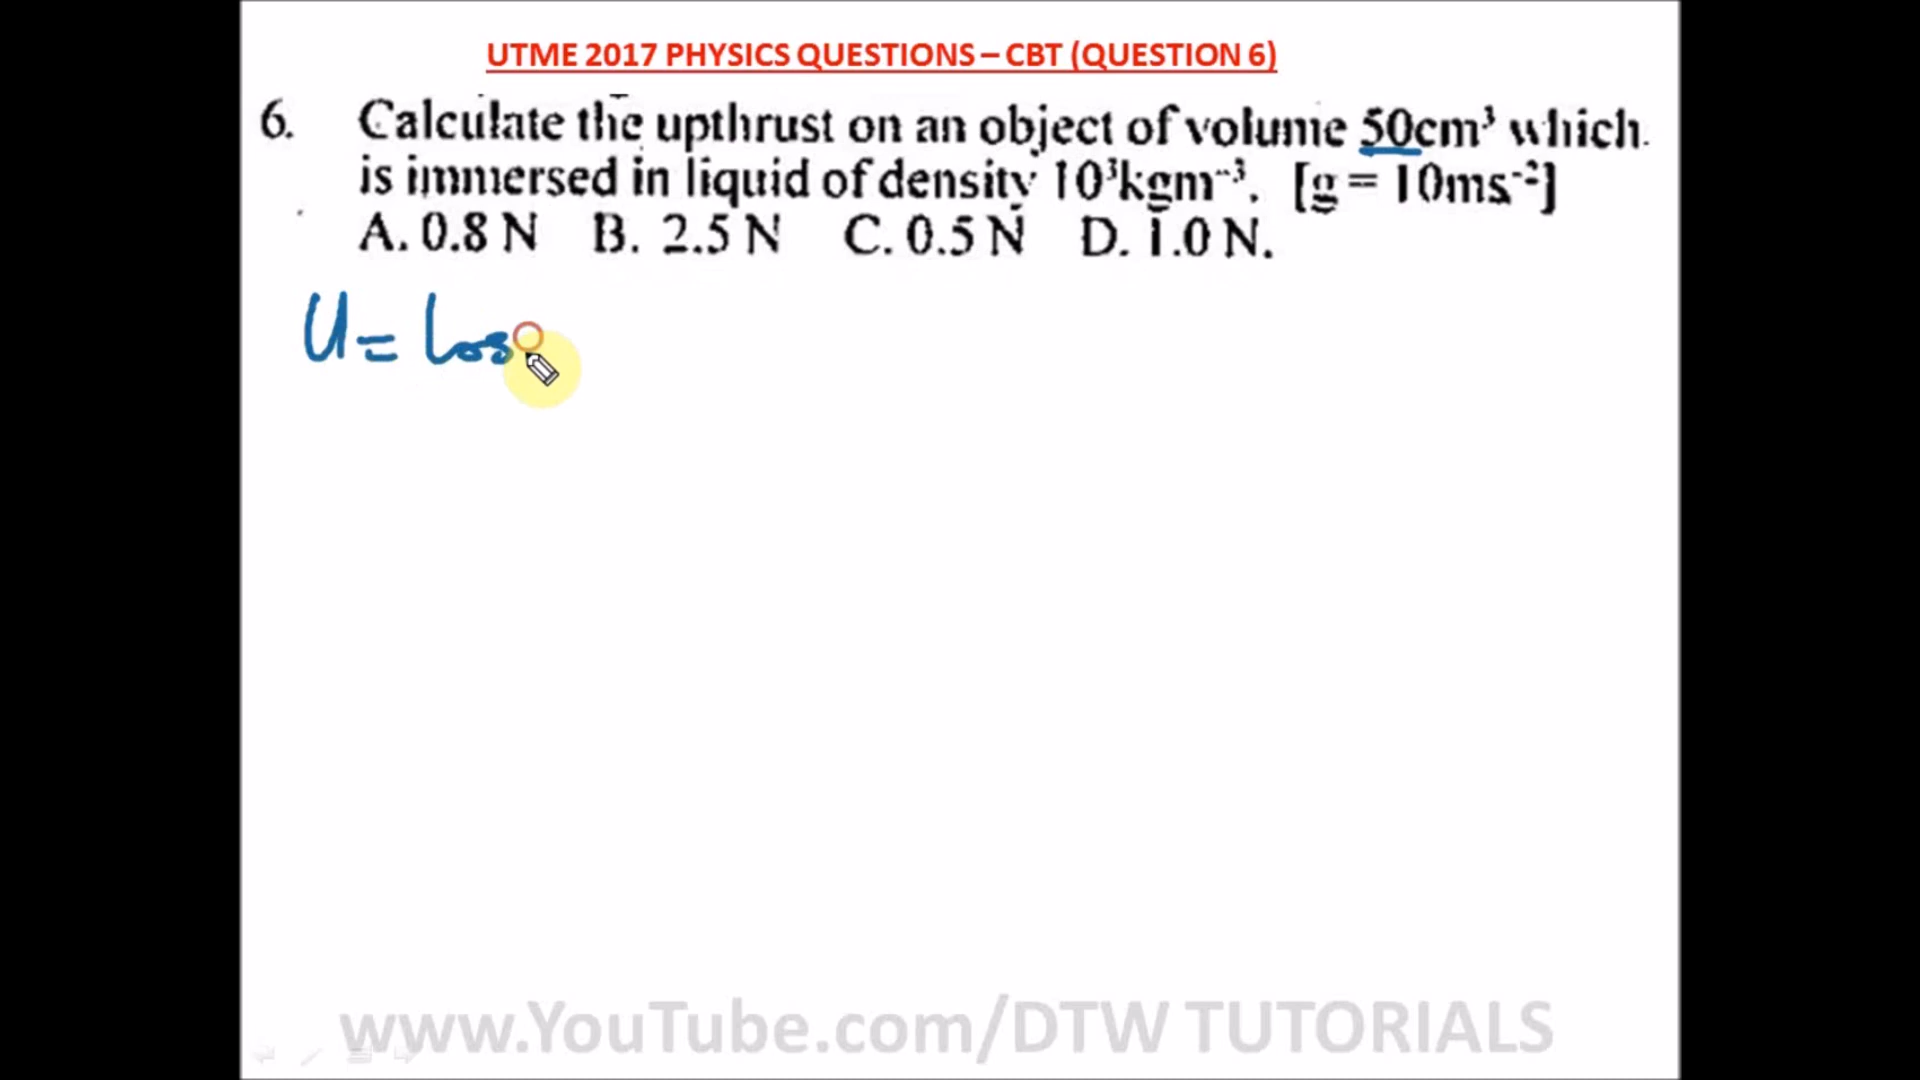 UTME 2017 PHYSICS QUESTIONS – CBT (QUESTION 6)
6. Calculate the upthrust on an object of volume 50cm³ which
is immersed in liquid of density 10³kgm⁻³. [g = 10ms⁻²]
A. 0.8 N B. 2.5 N C. 0.5 N D. 1.0 N.
U = Los
www.YouTube.com/DTW TUTORIALS